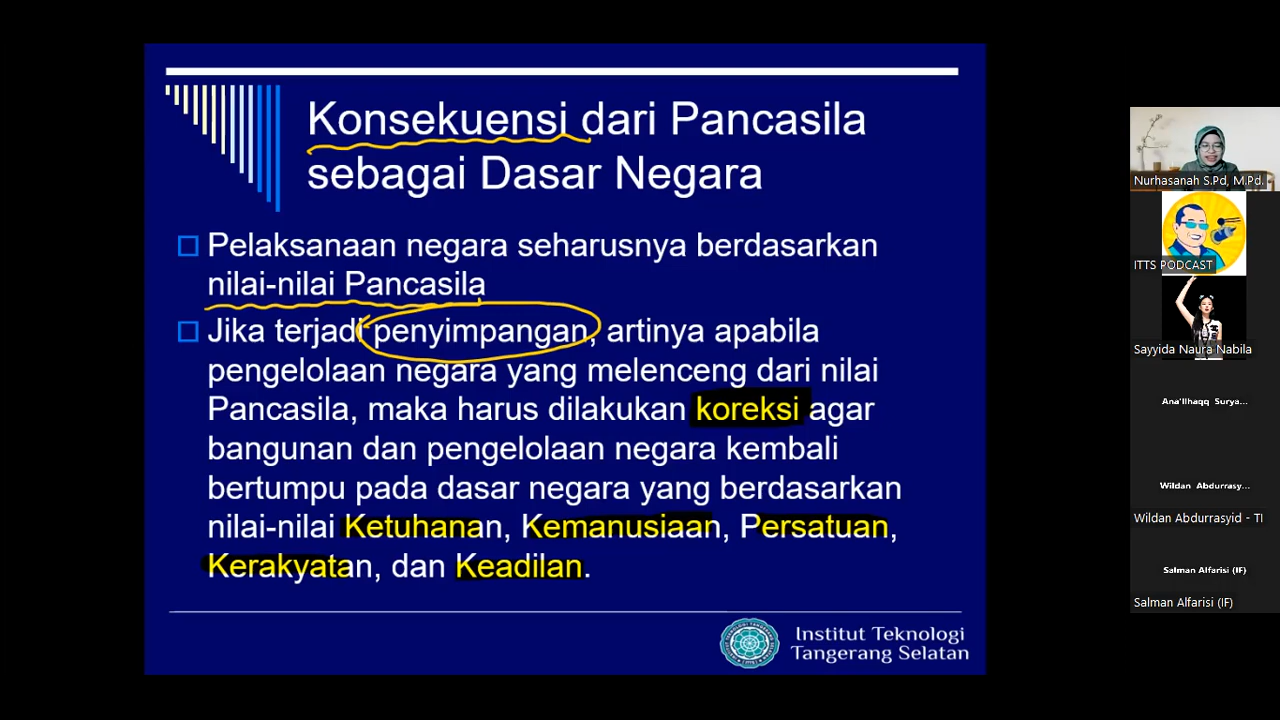 Konsekuensi dari Pancasila
sebagai Dasar Negara
Pelaksanaan negara seharusnya berdasarkan
nilai-nilai Pancasila
Jika terjadi penyimpangan, artinya apabila
pengelolaan negara yang melenceng dari nilai
Pancasila, maka harus dilakukan koreksi agar
bangunan dan pengelolaan negara kembali
bertumpu pada dasar negara yang berdasarkan
nilai-nilai Ketuhanan, Kemanusiaan, Persatuan,
Kerakyatan, dan Keadilan.
Institut Teknologi
Tangerang Selatan
Nurhasanah S.Pd, M.Pd.
ITTS PODCAST
Sayyida Naura Nabila
Ana'llhaqq Surya...
Wildan Abdurrasy...
Wildan Abdurrasyid - TI
Salman Alfarisi (IF)
Salman Alfarisi (IF)